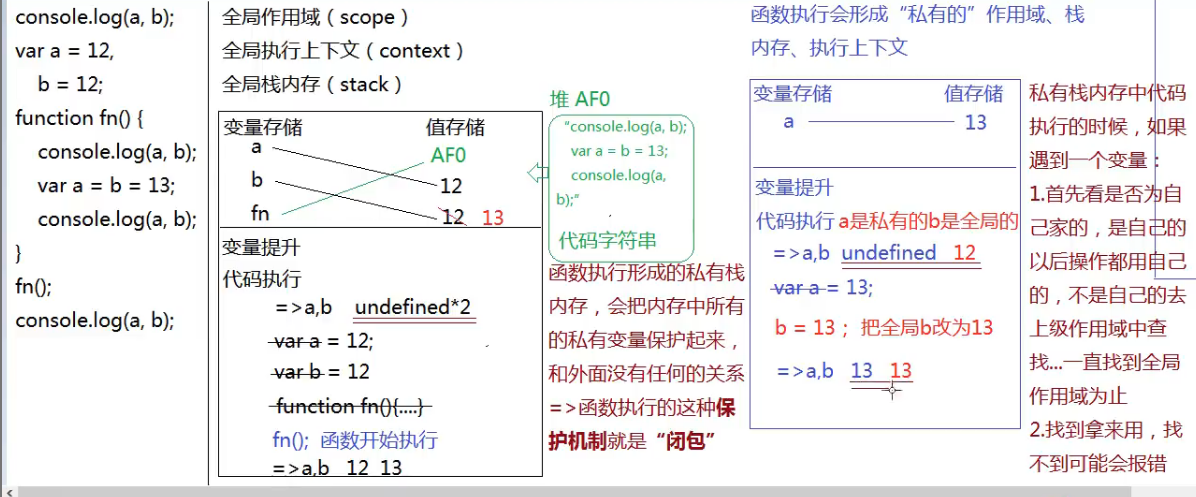 console.log(a, b);
var a = 12,
b = 12;
function fn() {
console.log(a, b);
var a = b = 13;
console.log(a, b);
}
fn();
console.log(a, b);
全局作用域（scope）
全局执行上下文（context）
全局栈内存（stack）
变量存储 值存储
a AF0
b 12
fn 12 13
变量提升
代码执行
=>a,b undefined*2
var a = 12;
var b = 12
function fn(){....}
fn; 函数开始执行
=>a,b 12 13
堆 AF0
“console.log(a, b);
var a = b = 13;
console.log(a,
b);”
代码字符串
函数执行形成的私有栈
内存，会把内存中所有
的私有变量保护起来，
和外面没有任何的关系
=>函数执行的这种保
护机制就是“闭包”
函数执行会形成“私有的”作用域、栈
内存、执行上下文
变量存储 值存储
a 13
变量提升
代码执行 a是私有的b是全局的
=>a,b undefined 12
var a = 13;
b = 13； 把全局b改为13
=>a,b 13 13
私有栈内存中代码
执行的时候，如果
遇到一个变量：
1.首先看是否为自
己家的，是自己的
以后操作都用自己
的，不是自己的去
上级作用域中查
找...一直找到全局
作用域为止
2.找到拿来用，找
不到可能会报错